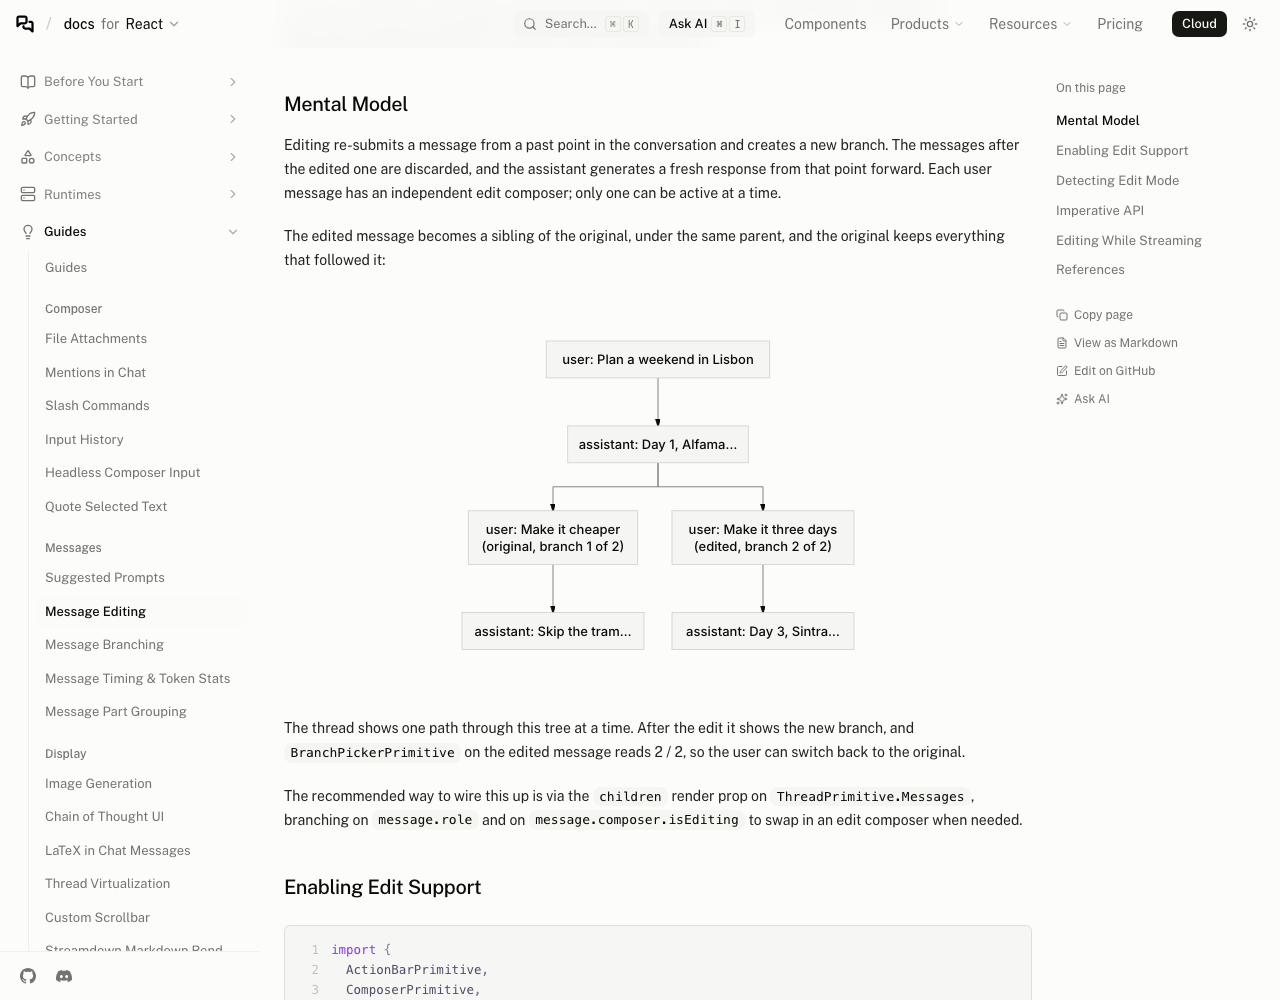 docs for React
Search... ⌘ K
Ask AI ⌘ I
Components
Products
Resources
Pricing
Cloud
Before You Start
Getting Started
Concepts
Runtimes
Guides
Guides
Composer
File Attachments
Mentions in Chat
Slash Commands
Input History
Headless Composer Input
Quote Selected Text
Messages
Suggested Prompts
Message Editing
Message Branching
Message Timing & Token Stats
Message Part Grouping
Display
Image Generation
Chain of Thought UI
LaTeX in Chat Messages
Thread Virtualization
Custom Scrollbar
Streamdown Markdown Rend
Mental Model
Editing re-submits a message from a past point in the conversation and creates a new branch. The messages after
the edited one are discarded, and the assistant generates a fresh response from that point forward. Each user
message has an independent edit composer; only one can be active at a time.
The edited message becomes a sibling of the original, under the same parent, and the original keeps everything
that followed it:
user: Plan a weekend in Lisbon
assistant: Day 1, Alfama...
user: Make it cheaper
(original, branch 1 of 2)
user: Make it three days
(edited, branch 2 of 2)
assistant: Skip the tram...
assistant: Day 3, Sintra...
The thread shows one path through this tree at a time. After the edit it shows the new branch, and
BranchPickerPrimitive on the edited message reads 2 / 2, so the user can switch back to the original.
The recommended way to wire this up is via the children render prop on ThreadPrimitive.Messages ,
branching on message.role and on message.composer.isEditing to swap in an edit composer when needed.
Enabling Edit Support
1 import {
2 ActionBarPrimitive,
3 ComposerPrimitive,
On this page
Mental Model
Enabling Edit Support
Detecting Edit Mode
Imperative API
Editing While Streaming
References
Copy page
View as Markdown
Edit on GitHub
Ask AI